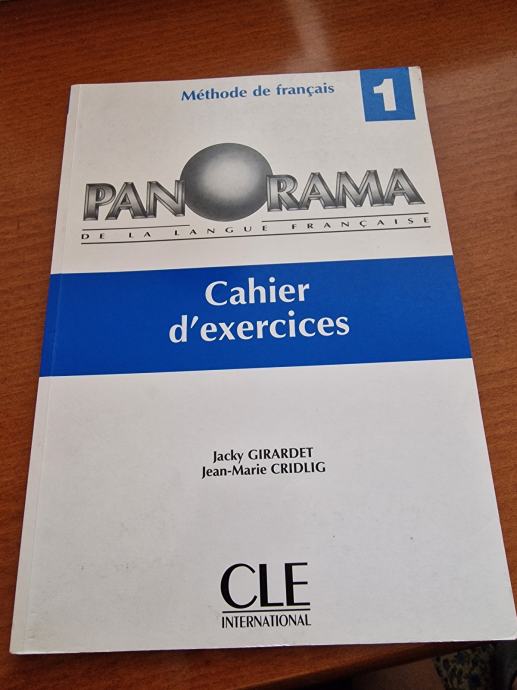 Méthode de français 1
PANORAMA
DE LA LANGUE FRANÇAISE
Cahier
d'exercices
Jacky GIRARDET
Jean-Marie CRIDLIG
CLE
INTERNATIONAL